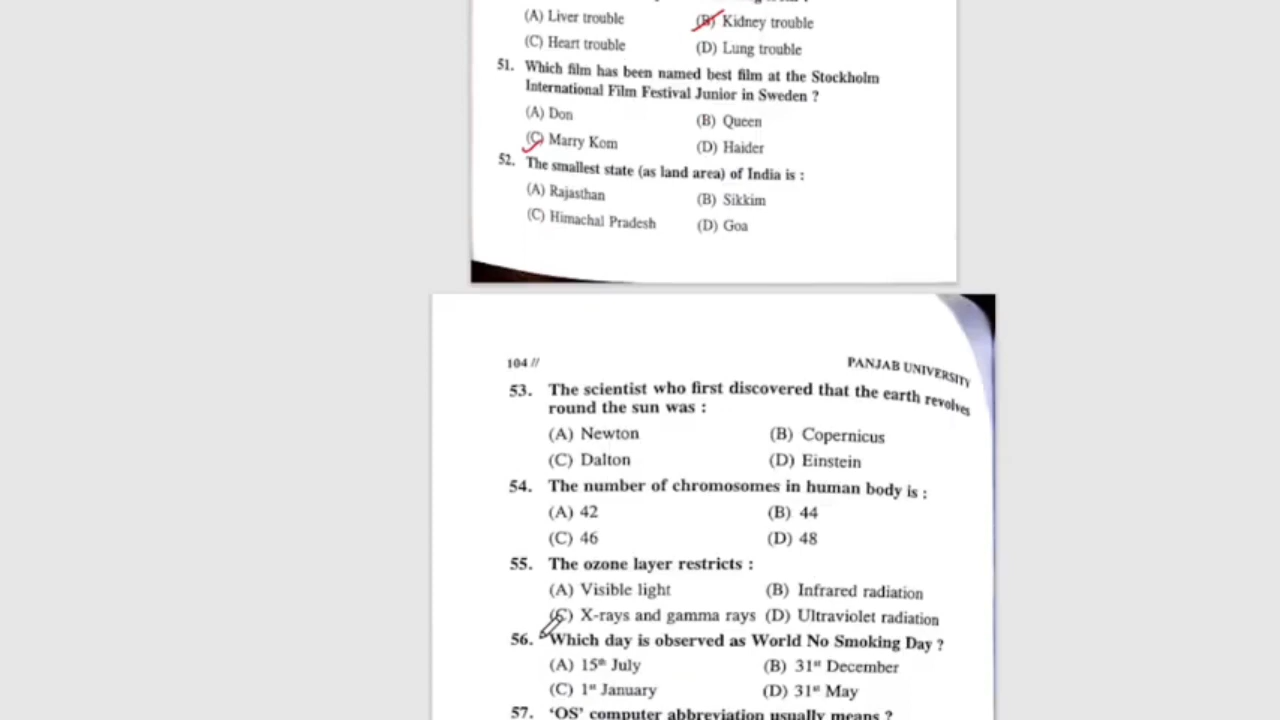 (A) Liver trouble (B) Kidney trouble
(C) Heart trouble (D) Lung trouble
51. Which film has been named best film at the Stockholm
International Film Festival Junior in Sweden ?
(A) Don (B) Queen
(C) Marry Kom (D) Haider
52. The smallest state (as land area) of India is :
(A) Rajasthan (B) Sikkim
(C) Himachal Pradesh (D) Goa
104 // PANJAB UNIVERSITY
53. The scientist who first discovered that the earth revolves
round the sun was :
(A) Newton (B) Copernicus
(C) Dalton (D) Einstein
54. The number of chromosomes in human body is :
(A) 42 (B) 44
(C) 46 (D) 48
55. The ozone layer restricts :
(A) Visible light (B) Infrared radiation
(C) X-rays and gamma rays (D) Ultraviolet radiation
56. Which day is observed as World No Smoking Day ?
(A) 15th July (B) 31st December
(C) 1st January (D) 31st May
57. ‘OS’ computer abbreviation usually means ?